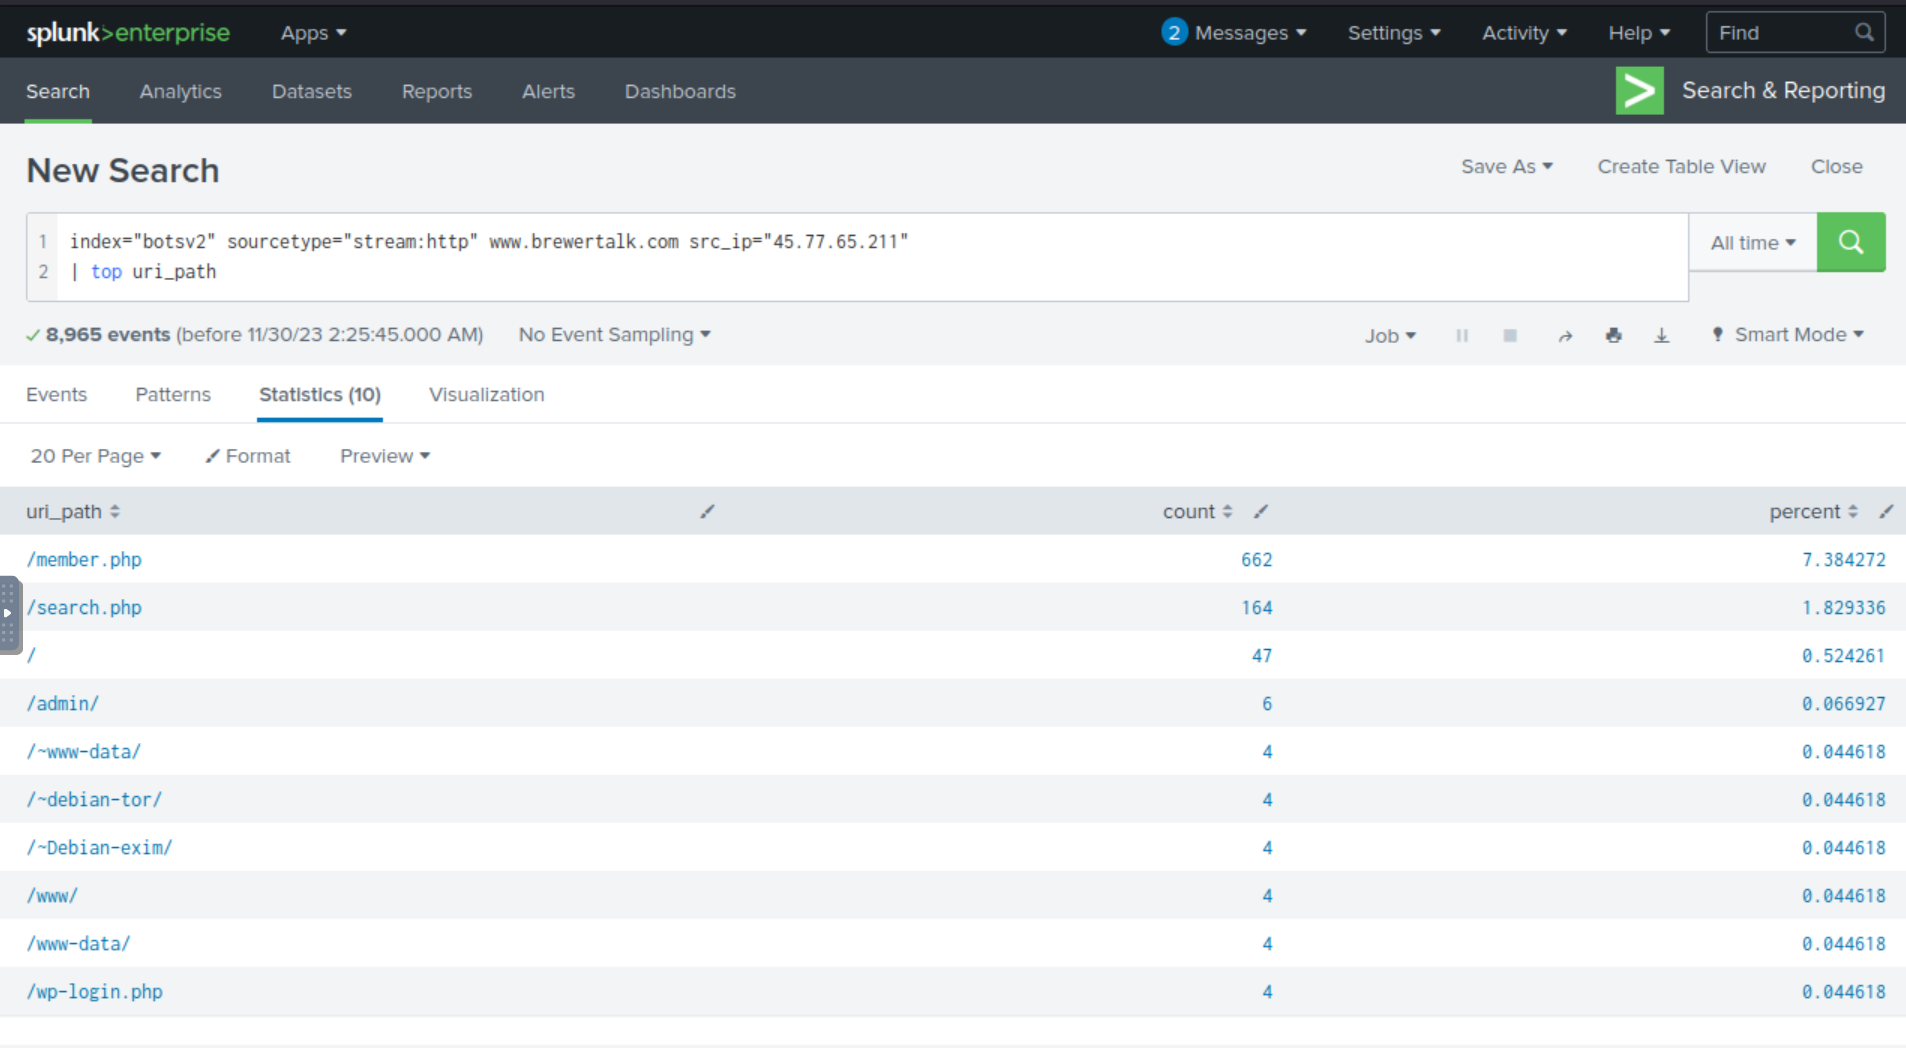 splunk>enterprise Apps 2 Messages Settings Activity Help Find
Search Analytics Datasets Reports Alerts Dashboards > Search & Reporting
New Search Save As Create Table View Close
1 index="botsv2" sourcetype="stream:http" www.brewertalk.com src_ip="45.77.65.211" All time
2 | top uri_path
8,965 events (before 11/30/23 2:25:45.000 AM) No Event Sampling Job Smart Mode
Events Patterns Statistics (10) Visualization
20 Per Page Format Preview
uri_path count percent
/member.php 662 7.384272
/search.php 164 1.829336
/ 47 0.524261
/admin/ 6 0.066927
/~www-data/ 4 0.044618
/~debian-tor/ 4 0.044618
/~Debian-exim/ 4 0.044618
/www/ 4 0.044618
/www-data/ 4 0.044618
/wp-login.php 4 0.044618